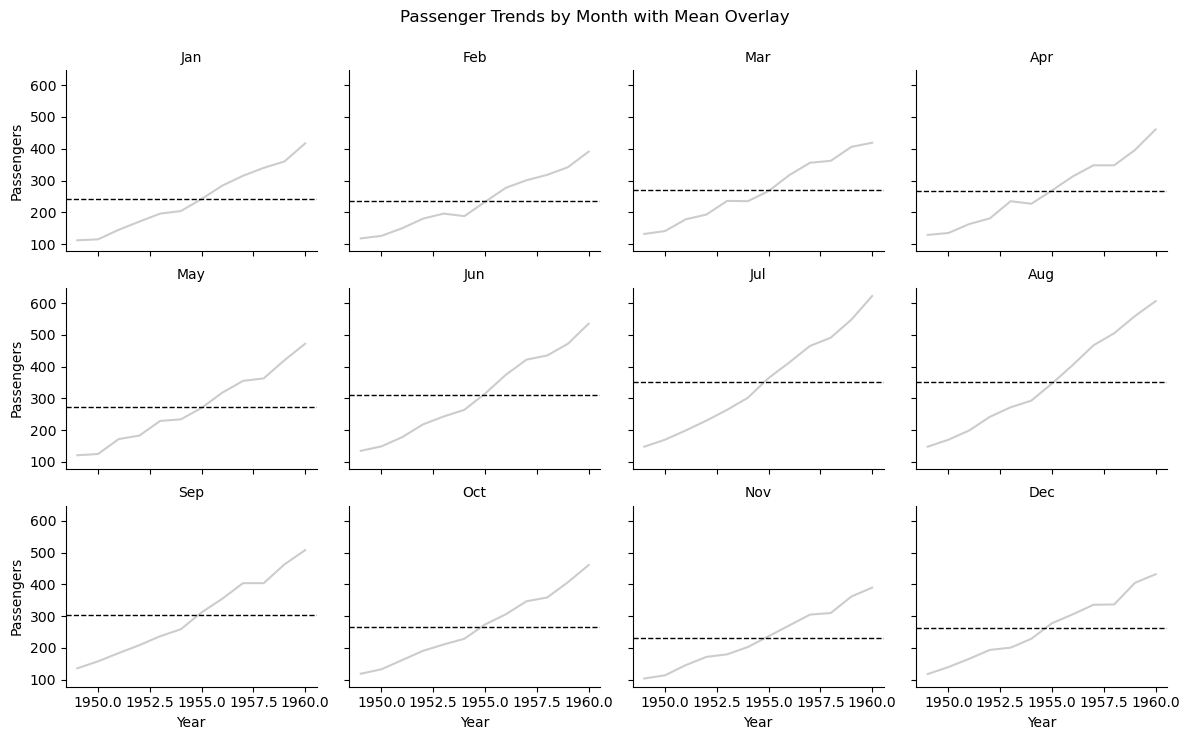 Passenger Trends by Month with Mean Overlay
Jan Feb Mar Apr
600
500
400
300
200
100
Passengers
May Jun Jul Aug
600
500
400
300
200
100
Passengers
Sep Oct Nov Dec
600
500
400
300
200
100
Passengers
1950.0 1952.5 1955.0 1957.5 1960.0 1950.0 1952.5 1955.0 1957.5 1960.0 1950.0 1952.5 1955.0 1957.5 1960.0 1950.0 1952.5 1955.0 1957.5 1960.0
Year Year Year Year